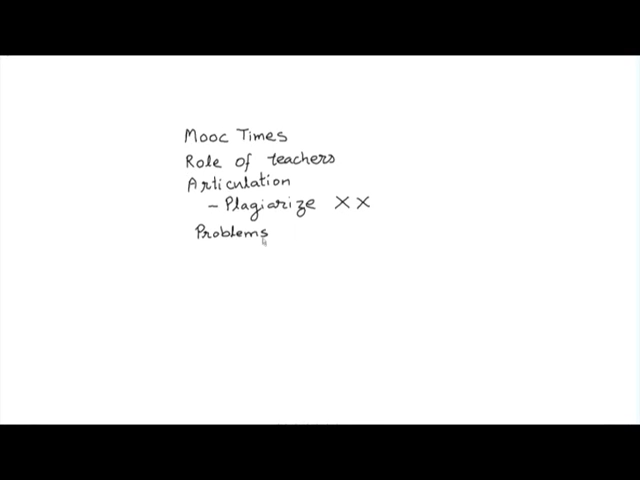 Mooc Times
Role of teachers
Articulation
- Plagiarize XX
Problems